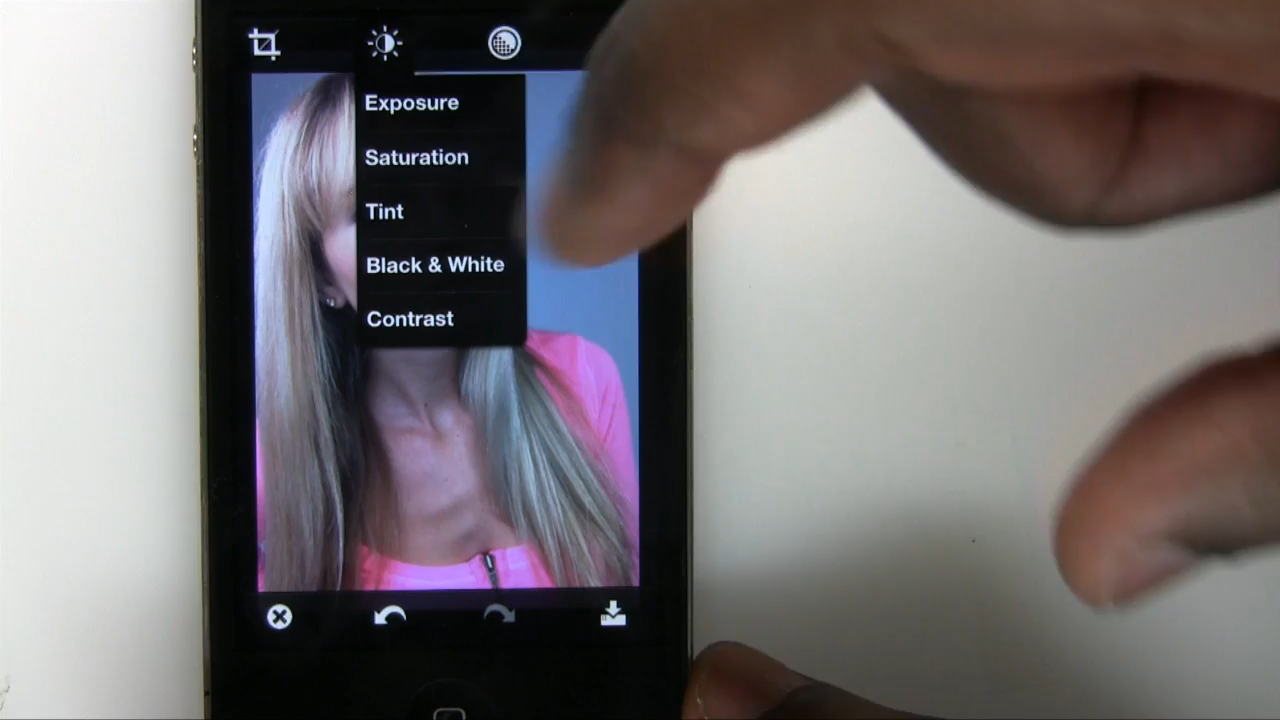 Exposure
Saturation
Tint
Black & White
Contrast